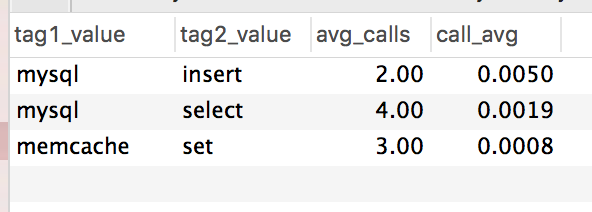 tag1_value tag2_value avg_calls call_avg
mysql insert 2.00 0.0050
mysql select 4.00 0.0019
memcache set 3.00 0.0008